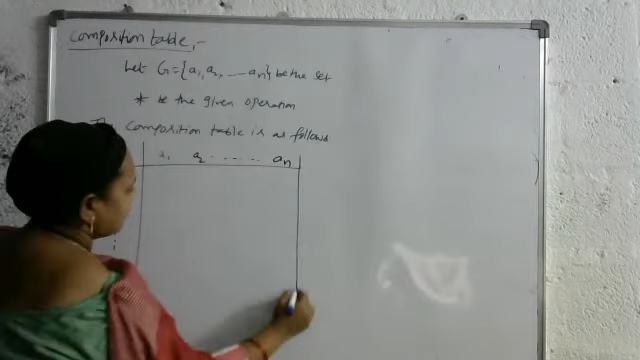 Composition table :-
Let G = {a₁, a₂, ---- aₙ} be the set
* be the given operation
The composition table is as follows
a₁ a₂ ...... aₙ